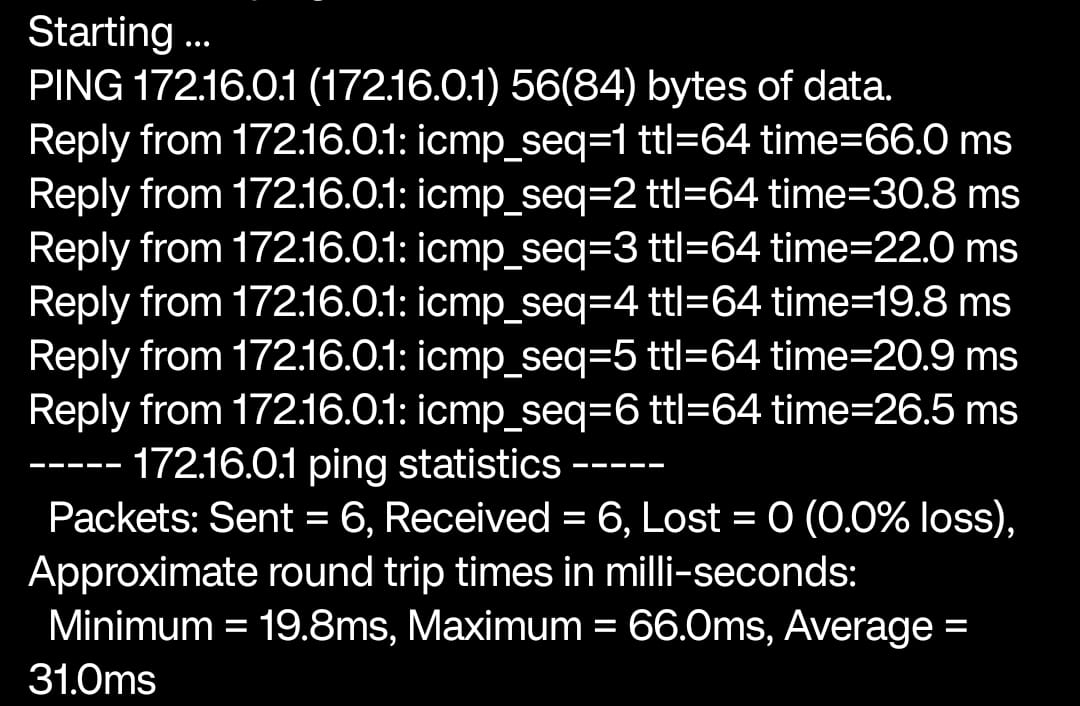 Starting ...
PING 172.16.0.1 (172.16.0.1) 56(84) bytes of data.
Reply from 172.16.0.1: icmp_seq=1 ttl=64 time=66.0 ms
Reply from 172.16.0.1: icmp_seq=2 ttl=64 time=30.8 ms
Reply from 172.16.0.1: icmp_seq=3 ttl=64 time=22.0 ms
Reply from 172.16.0.1: icmp_seq=4 ttl=64 time=19.8 ms
Reply from 172.16.0.1: icmp_seq=5 ttl=64 time=20.9 ms
Reply from 172.16.0.1: icmp_seq=6 ttl=64 time=26.5 ms
----- 172.16.0.1 ping statistics -----
Packets: Sent = 6, Received = 6, Lost = 0 (0.0% loss),
Approximate round trip times in milli-seconds:
Minimum = 19.8ms, Maximum = 66.0ms, Average =
31.0ms